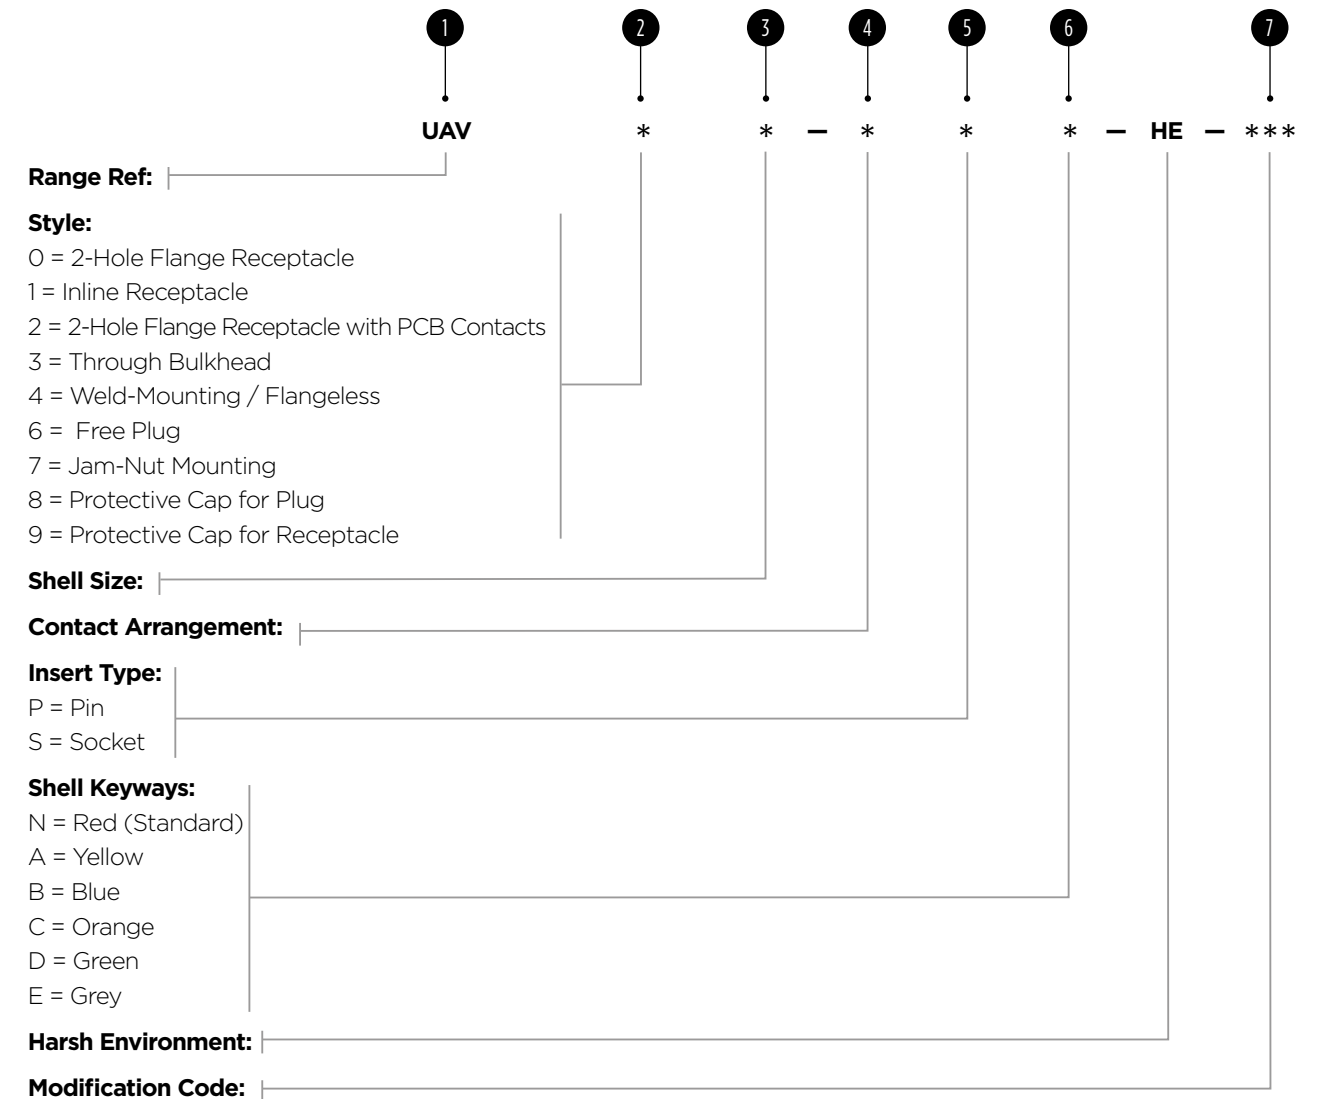 1 2 3 4 5 6 7
UAV * * – * * * – HE – ***
Range Ref:
Style:
0 = 2-Hole Flange Receptacle
1 = Inline Receptacle
2 = 2-Hole Flange Receptacle with PCB Contacts
3 = Through Bulkhead
4 = Weld-Mounting / Flangeless
6 = Free Plug
7 = Jam-Nut Mounting
8 = Protective Cap for Plug
9 = Protective Cap for Receptacle
Shell Size:
Contact Arrangement:
Insert Type:
P = Pin
S = Socket
Shell Keyways:
N = Red (Standard)
A = Yellow
B = Blue
C = Orange
D = Green
E = Grey
Harsh Environment:
Modification Code: